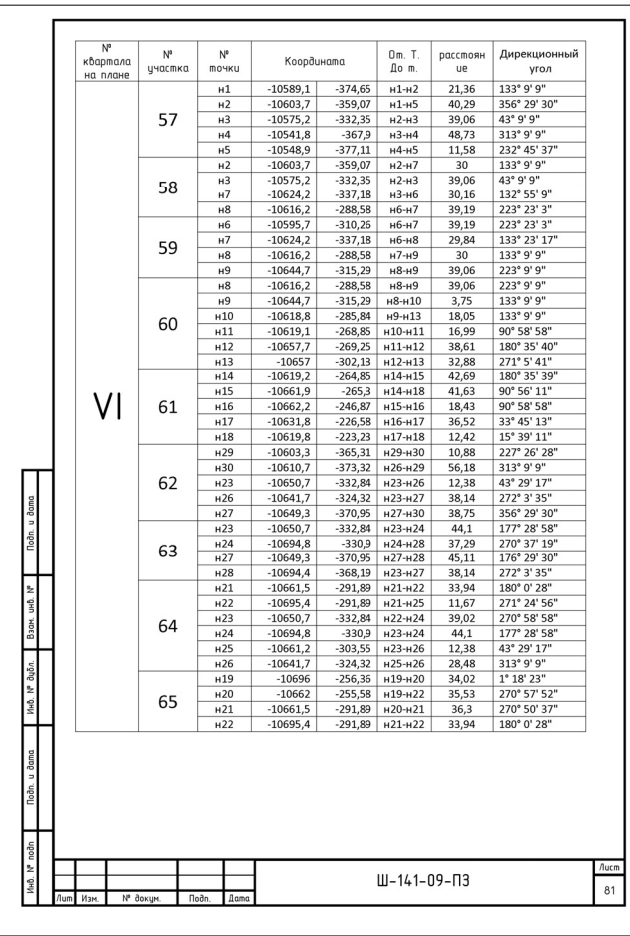 № квартала на плане | № участка | № точки | Координата | От. Т. До т. | расстоян ие | Дирекционный угол
VI
57
н1 -10589,1 -374,65 н1-н2 21,36 133° 9' 9"
н2 -10603,7 -359,07 н1-н5 40,29 356° 29' 30"
н3 -10575,2 -332,35 н2-н3 39,06 43° 9' 9"
н4 -10541,8 -367,9 н3-н4 48,73 313° 9' 9"
н5 -10548,9 -377,11 н4-н5 11,58 232° 45' 37"
58
н2 -10603,7 -359,07 н2-н7 30 133° 9' 9"
н3 -10575,2 -332,35 н2-н3 39,06 43° 9' 9"
н7 -10624,2 -337,18 н3-н6 30,16 132° 55' 9"
н8 -10616,2 -288,58 н6-н7 39,19 223° 23' 3"
59
н6 -10595,7 -310,25 н6-н7 39,19 223° 23' 3"
н7 -10624,2 -337,18 н6-н8 29,84 133° 23' 17"
н8 -10616,2 -288,58 н7-н9 30 133° 9' 9"
н9 -10644,7 -315,29 н8-н9 39,06 223° 9' 9"
60
н8 -10616,2 -288,58 н8-н9 39,06 223° 9' 9"
н9 -10644,7 -315,29 н8-н10 3,75 133° 9' 9"
н10 -10618,8 -285,84 н9-н13 18,05 133° 9' 9"
н11 -10619,1 -268,85 н10-н11 16,99 90° 58' 58"
н12 -10657,7 -269,25 н11-н12 38,61 180° 35' 40"
н13 -10657 -302,13 н12-н13 32,88 271° 5' 41"
61
н14 -10619,2 -264,85 н14-н15 42,69 180° 35' 39"
н15 -10661,9 -265,3 н14-н18 41,63 90° 56' 11"
н16 -10662,2 -246,87 н15-н16 18,43 90° 58' 58"
н17 -10631,8 -226,58 н16-н17 36,52 33° 45' 13"
н18 -10619,8 -223,23 н17-н18 12,42 15° 39' 11"
62
н29 -10603,3 -365,31 н29-н30 10,88 227° 26' 28"
н30 -10610,7 -373,32 н26-н29 56,18 313° 9' 9"
н23 -10650,7 -332,84 н23-н26 12,38 43° 29' 17"
н26 -10641,7 -324,32 н23-н27 38,14 272° 3' 35"
н27 -10649,3 -370,95 н27-н30 38,75 356° 29' 30"
63
н23 -10650,7 -332,84 н23-н24 44,1 177° 28' 58"
н24 -10694,8 -330,9 н24-н28 37,29 270° 37' 19"
н27 -10649,3 -370,95 н27-н28 45,11 176° 29' 30"
н28 -10694,4 -368,19 н23-н27 38,14 272° 3' 35"
64
н21 -10661,5 -291,89 н21-н22 33,94 180° 0' 28"
н22 -10695,4 -291,89 н21-н25 11,67 271° 24' 56"
н23 -10650,7 -332,84 н22-н24 39,02 270° 58' 58"
н24 -10694,8 -330,9 н23-н24 44,1 177° 28' 58"
н25 -10661,2 -303,55 н23-н26 12,38 43° 29' 17"
н26 -10641,7 -324,32 н25-н26 28,48 313° 9' 9"
65
н19 -10696 -256,35 н19-н20 34,02 1° 18' 23"
н20 -10662 -255,58 н19-н22 35,53 270° 57' 52"
н21 -10661,5 -291,89 н20-н21 36,3 270° 50' 37"
н22 -10695,4 -291,89 н21-н22 33,94 180° 0' 28"
Подп. и дата
Взам. инв. №
Инв. № дубл.
Подп. и дата
Инв. № подп
Лит Изм. № докум. Подп. Дата
Ш-141-09-ПЗ
Лист
81